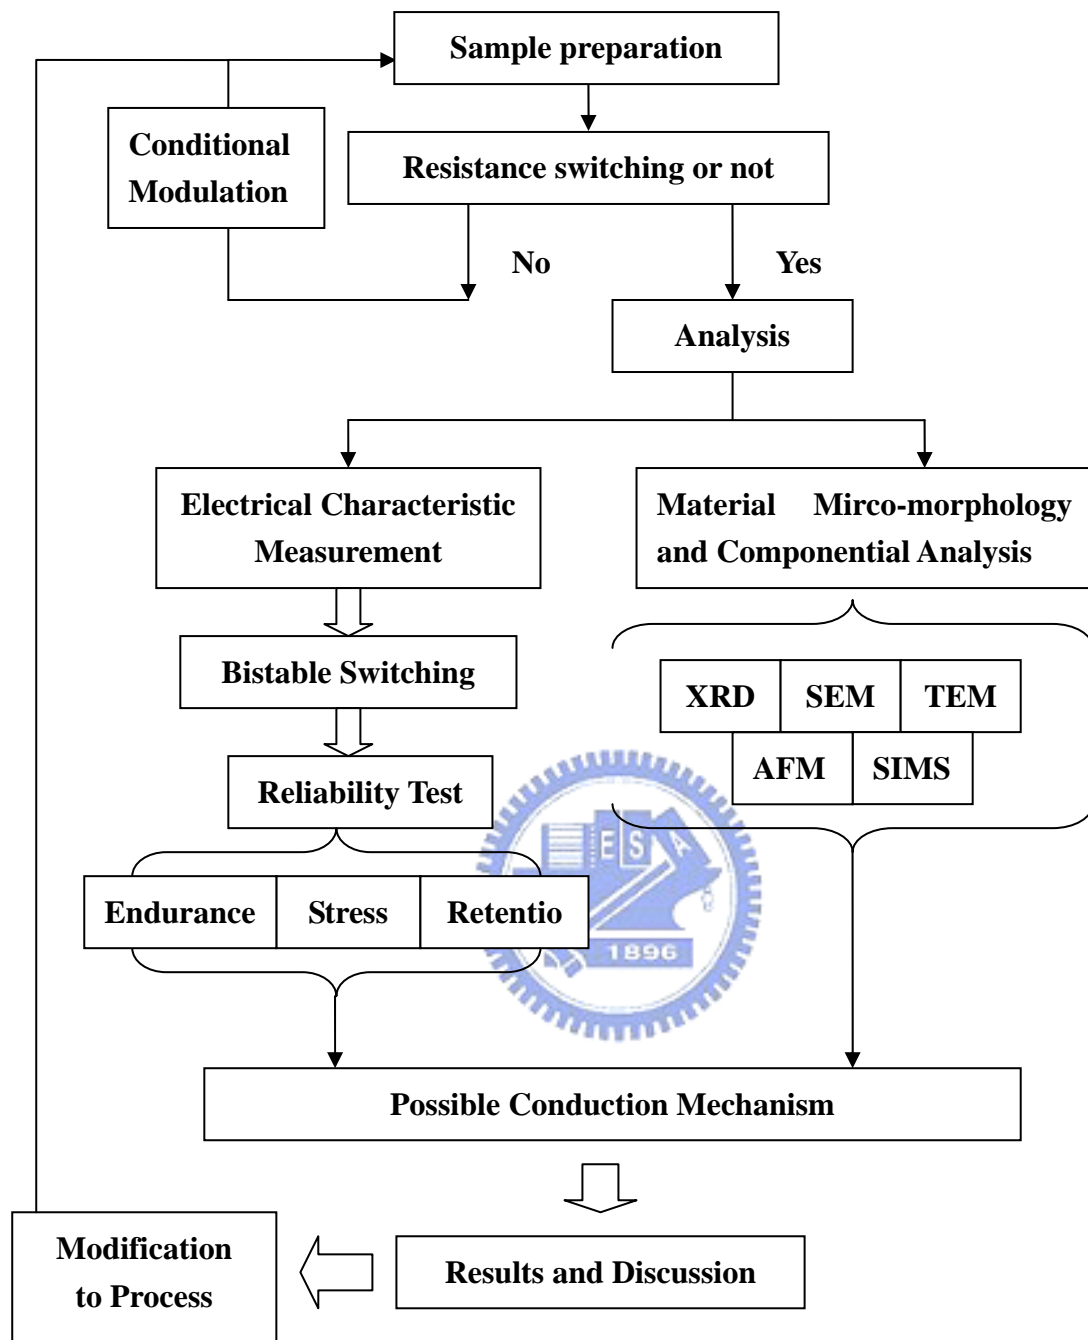 Sample preparation
Conditional
Modulation
Resistance switching or not
No
Yes
Analysis
Electrical Characteristic
Measurement
Material Mirco-morphology
and Componential Analysis
Bistable Switching
XRD SEM TEM
AFM SIMS
Reliability Test
Endurance Stress Retentio
E S A
1896
Possible Conduction Mechanism
Modification
to Process
Results and Discussion